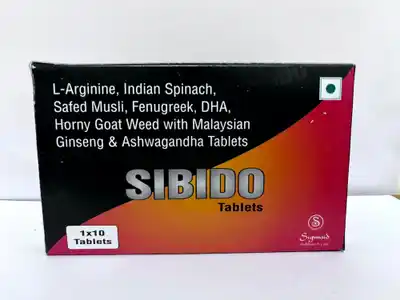 L-Arginine, Indian Spinach,
Safed Musli, Fenugreek, DHA,
Horny Goat Weed with Malaysian
Ginseng & Ashwagandha Tablets
SIBIDO
Tablets
1x10
Tablets